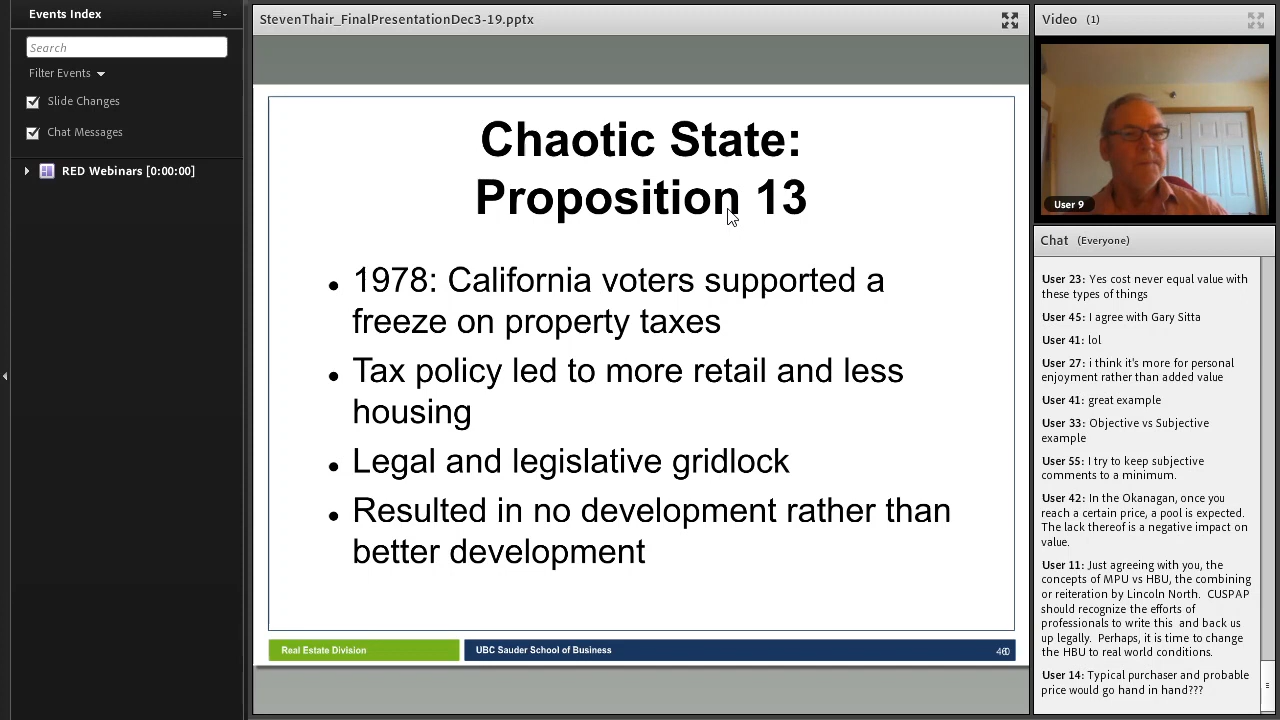 Events Index
Search
Filter Events
Slide Changes
Chat Messages
RED Webinars [0:00:00]
StevenThair_FinalPresentationDec3-19.pptx
Chaotic State:
Proposition 13
• 1978: California voters supported a
freeze on property taxes
• Tax policy led to more retail and less
housing
• Legal and legislative gridlock
• Resulted in no development rather than
better development
Real Estate Division
UBC Sauder School of Business
Video (1)
User 9
Chat (Everyone)
User 23: Yes cost never equal value with
these types of things
User 45: I agree with Gary Sitta
User 41: lol
User 27: i think it's more for personal
enjoyment rather than added value
User 41: great example
User 33: Objective vs Subjective
example
User 55: I try to keep subjective
comments to a minimum.
User 42: In the Okanagan, once you
reach a certain price, a pool is expected.
The lack thereof is a negative impact on
value.
User 11: Just agreeing with you, the
concepts of MPU vs HBU, the combining
or reiteration by Lincoln North. CUSPAP
should recognize the efforts of
professionals to write this and back us
up legally. Perhaps, it is time to change
the HBU to real world conditions.
User 14: Typical purchaser and probable
price would go hand in hand???